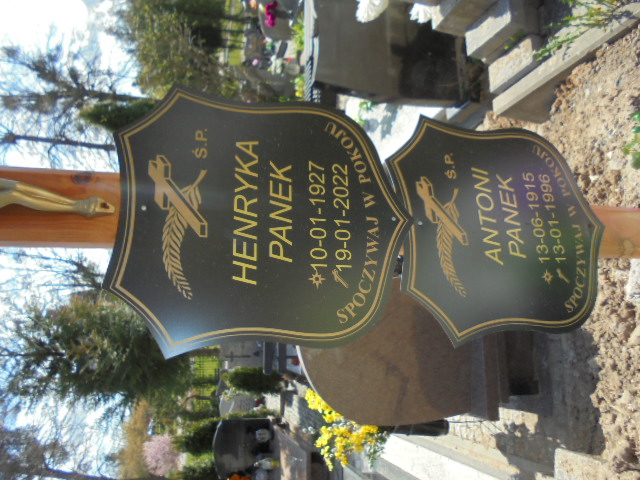 Ś.P.
HENRYKA
PANEK
10-01-1927
19-01-2022
SPOCZYWAJ W POKOJU
Ś.P.
ANTONI
PANEK
13-06-1915
13-01-1996
SPOCZYWAJ W POKOJU